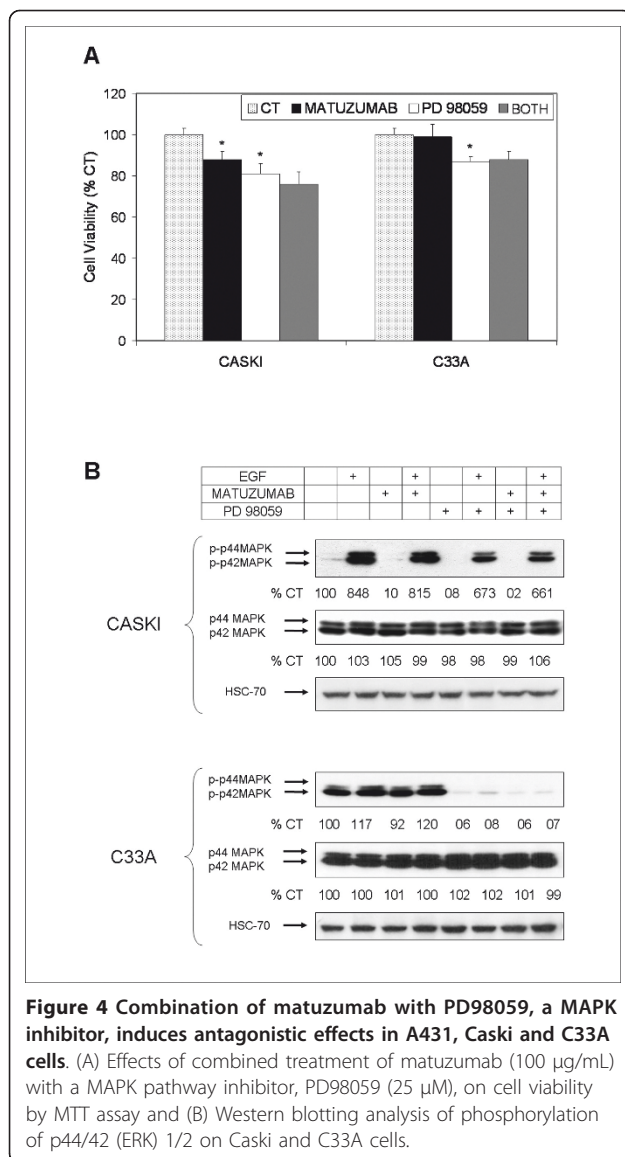 A
120
100
80
60
40
20
0
Cell Viability (% CT)
CT MATUZUMAB PD 98059 BOTH
* * *
CASKI C33A
B
EGF + + + +
MATUZUMAB + + + +
PD 98059 + + + +
CASKI
p-p44MAPK
p-p42MAPK
% CT 100 848 10 815 08 673 02 661
p44 MAPK
p42 MAPK
% CT 100 103 105 99 98 98 99 106
HSC-70
C33A
p-p44MAPK
p-p42MAPK
% CT 100 117 92 120 06 08 06 07
p44 MAPK
p42 MAPK
% CT 100 100 101 100 102 102 101 99
HSC-70
Figure 4 Combination of matuzumab with PD98059, a MAPK
inhibitor, induces antagonistic effects in A431, Caski and C33A
cells. (A) Effects of combined treatment of matuzumab (100 μg/mL)
with a MAPK pathway inhibitor, PD98059 (25 μM), on cell viability
by MTT assay and (B) Western blotting analysis of phosphorylation
of p44/42 (ERK) 1/2 on Caski and C33A cells.